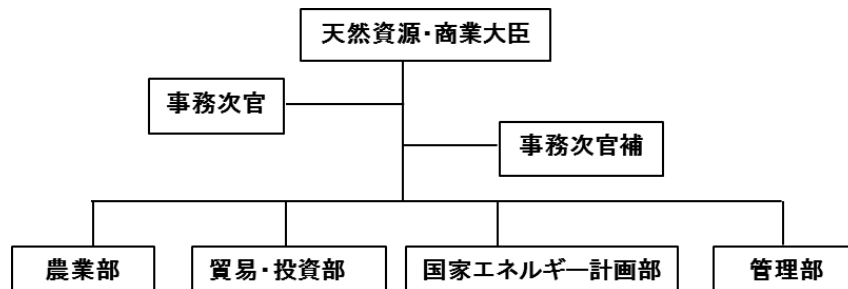 天然資源・商業大臣
事務次官
事務次官補
農業部
貿易・投資部
国家エネルギー計画部
管理部